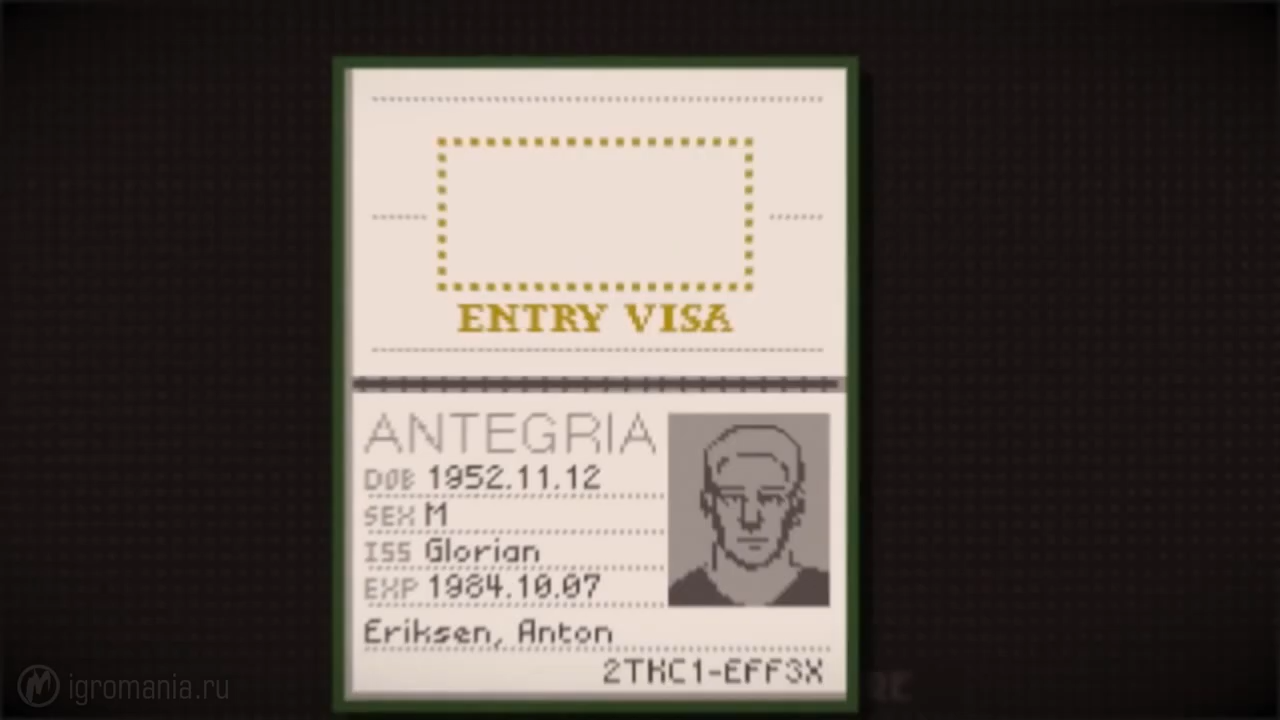 ENTRY VISA
ANTEGRIA
DOB 1952.11.12
SEX M
ISS Glorian
EXP 1984.10.07
Eriksen, Anton
2TKC1-EFF3X
igromania.ru